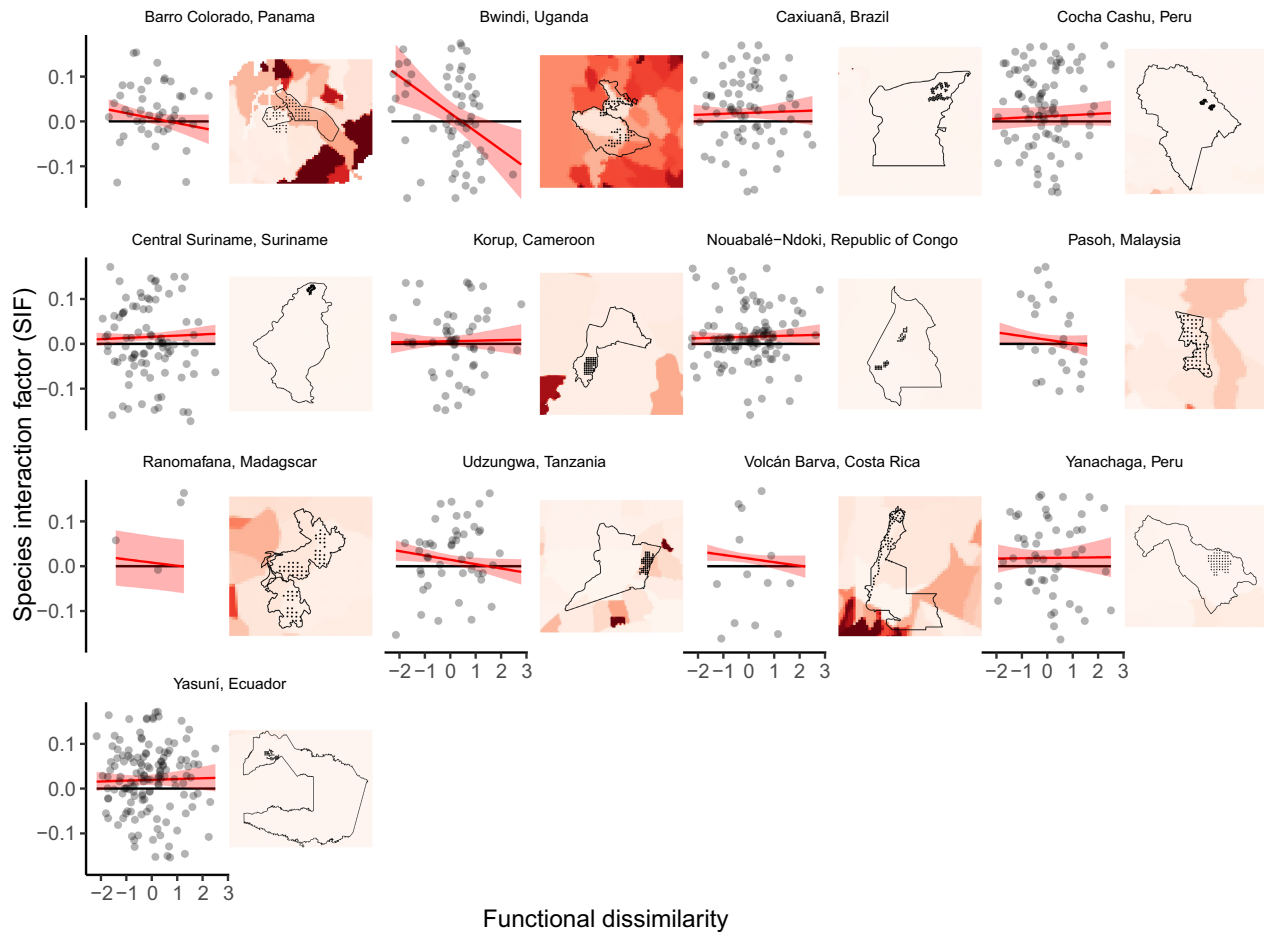 Barro Colorado, Panama
Bwindi, Uganda
Caxiuanã, Brazil
Cocha Cashu, Peru
0.1
0.0
−0.1
Central Suriname, Suriname
Korup, Cameroon
Nouabalé−Ndoki, Republic of Congo
Pasoh, Malaysia
0.1
0.0
−0.1
Species interaction factor (SIF)
Ranomafana, Madagscar
Udzungwa, Tanzania
Volcán Barva, Costa Rica
Yanachaga, Peru
0.1
0.0
−0.1
−2 −1 0 1 2 3
−2 −1 0 1 2 3
−2 −1 0 1 2 3
Yasuní, Ecuador
0.1
0.0
−0.1
−2 −1 0 1 2 3
Functional dissimilarity